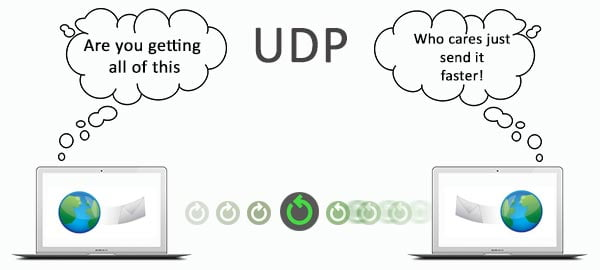 Are you getting
all of this
UDP
Who cares just
send it
faster!